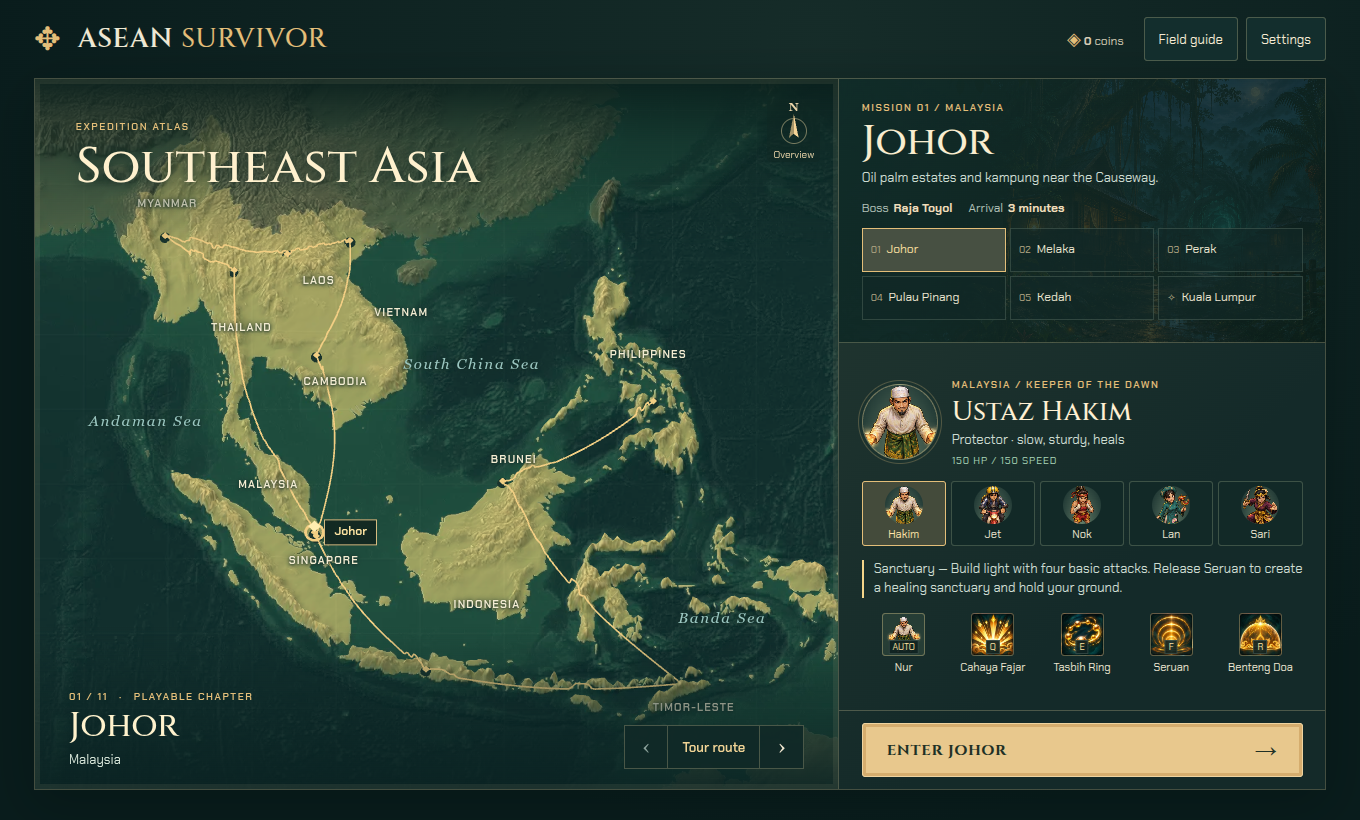 ASEAN SURVIVOR
0 coins
Field guide
Settings
EXPEDITION ATLAS
SOUTHEAST ASIA
N
Overview
MYANMAR
LAOS
VIETNAM
THAILAND
South China Sea
PHILIPPINES
CAMBODIA
Andaman Sea
BRUNEI
MALAYSIA
Johor
SINGAPORE
INDONESIA
Banda Sea
TIMOR-LESTE
01 / 11 · PLAYABLE CHAPTER
JOHOR
Malaysia
‹ Tour route ›
MISSION 01 / MALAYSIA
JOHOR
Oil palm estates and kampung near the Causeway.
Boss Raja Toyol Arrival 3 minutes
01 Johor
02 Melaka
03 Perak
04 Pulau Pinang
05 Kedah
Kuala Lumpur
MALAYSIA / KEEPER OF THE DAWN
USTAZ HAKIM
Protector · slow, sturdy, heals
150 HP / 150 SPEED
Hakim
Jet
Nok
Lan
Sari
Sanctuary — Build light with four basic attacks. Release Seruan to create
a healing sanctuary and hold your ground.
AUTO
Q
E
F
R
Nur
Cahaya Fajar
Tasbih Ring
Seruan
Benteng Doa
ENTER JOHOR →